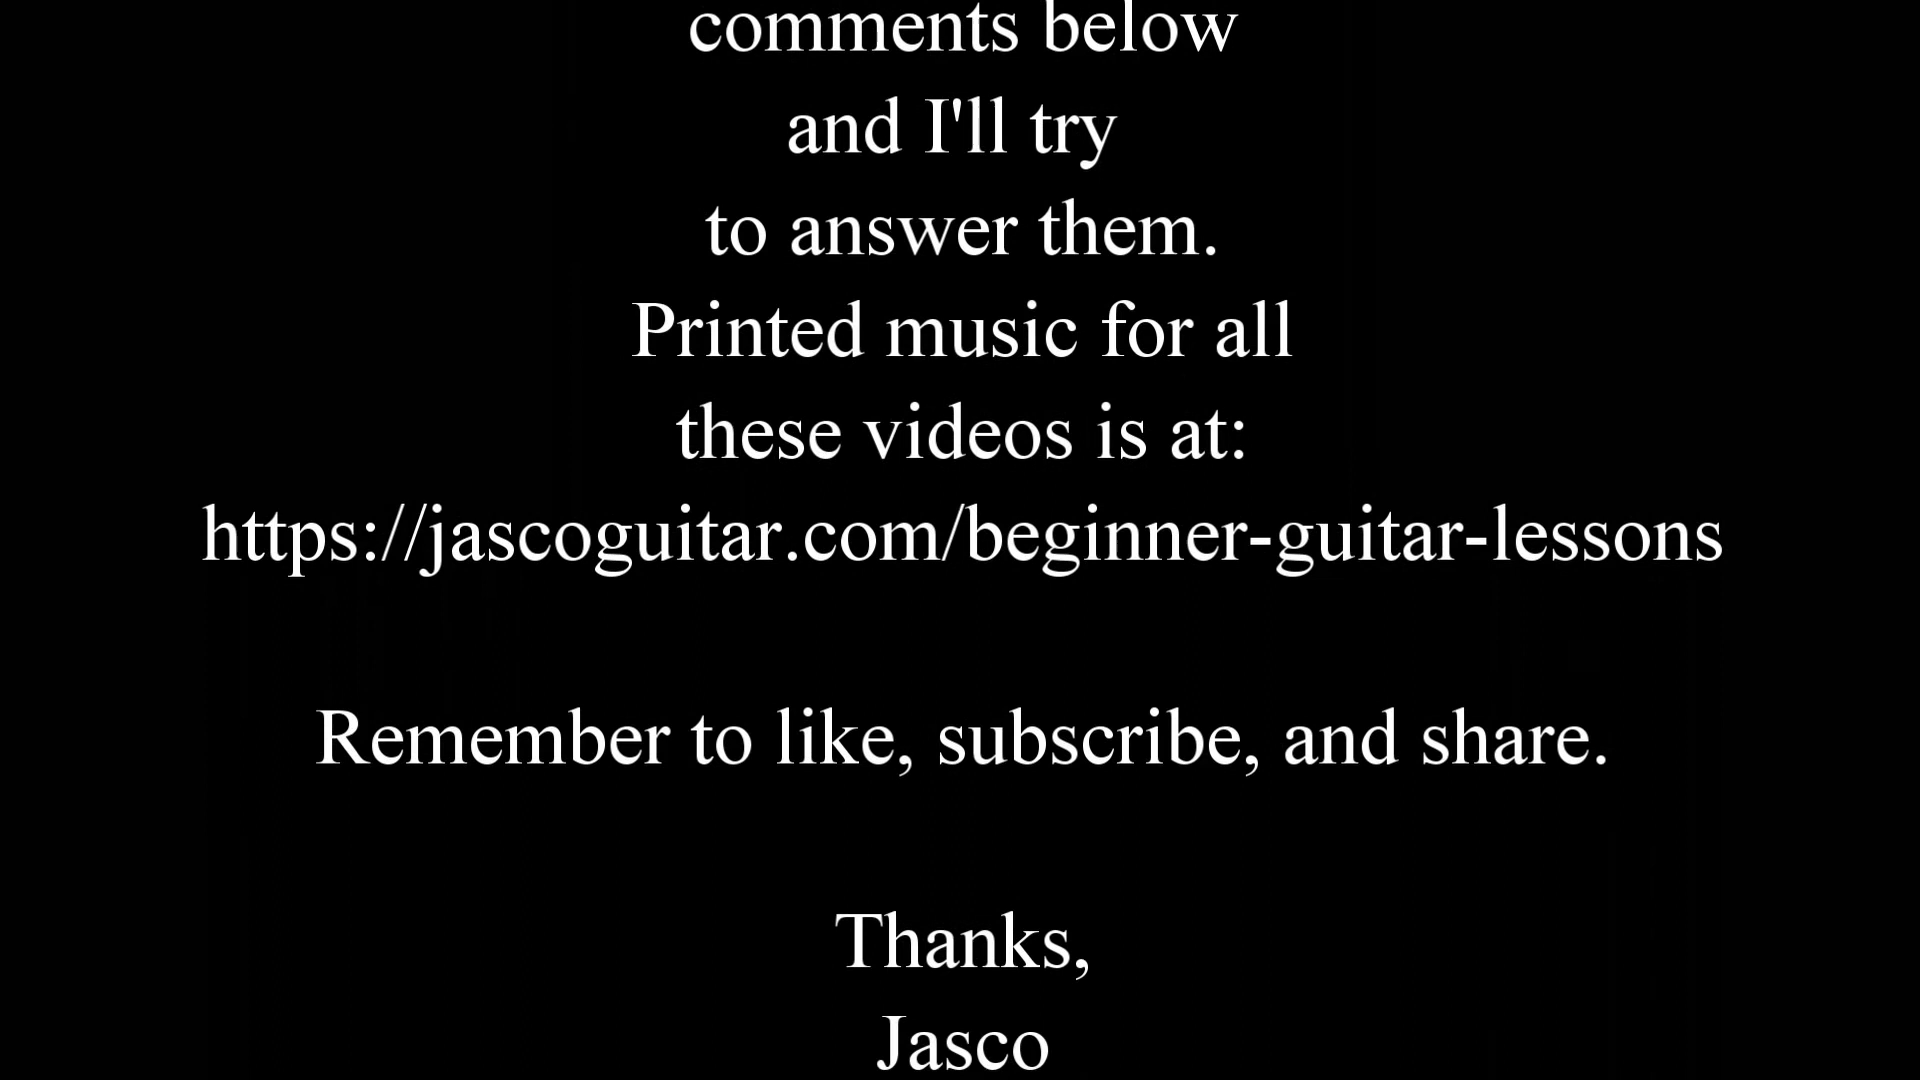 comments below
and I'll try
to answer them.
Printed music for all
these videos is at:
https://jascoguitar.com/beginner-guitar-lessons
Remember to like, subscribe, and share.
Thanks,
Jasco